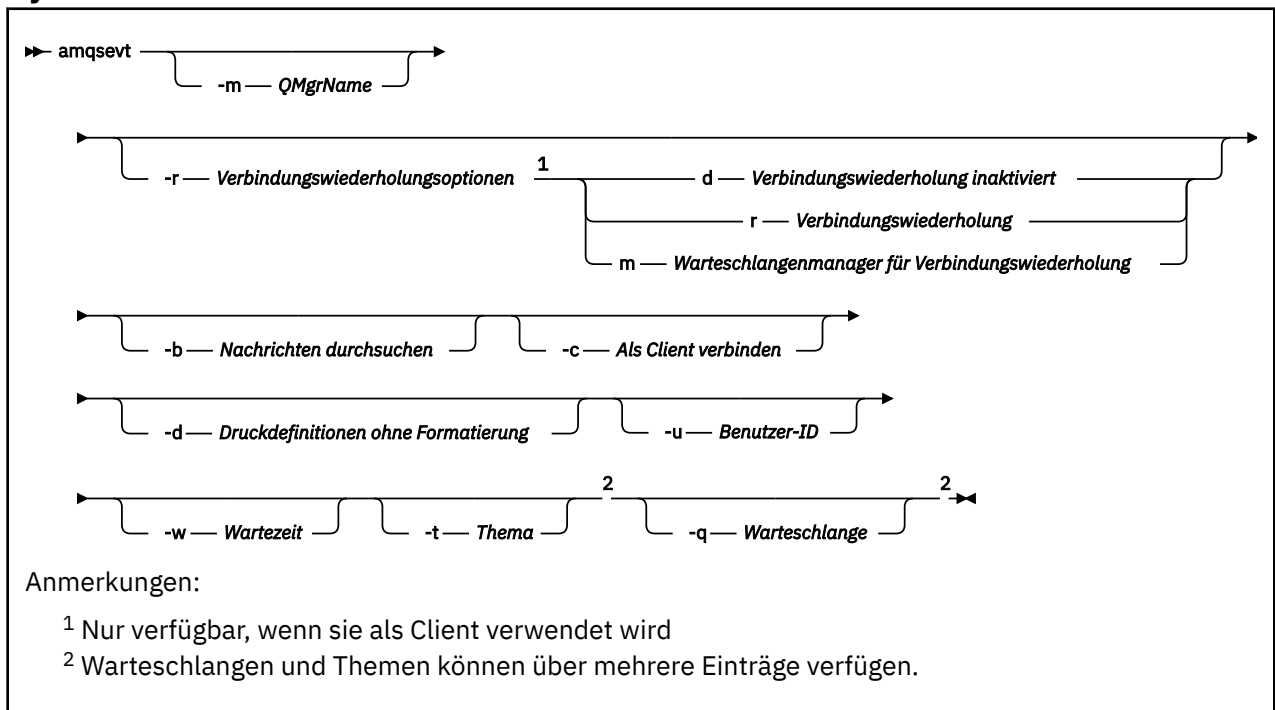 amqsevt
-m QMgrName
-r Verbindungswiederholungsoptionen 1 d Verbindungswiederholung inaktiviert
r Verbindungswiederholung
m Warteschlangenmanager für Verbindungswiederholung
-b Nachrichten durchsuchen -c Als Client verbinden
-d Druckdefinitionen ohne Formatierung -u Benutzer-ID
-w Wartezeit -t Thema 2 -q Warteschlange 2
Anmerkungen:
1 Nur verfügbar, wenn sie als Client verwendet wird
2 Warteschlangen und Themen können über mehrere Einträge verfügen.